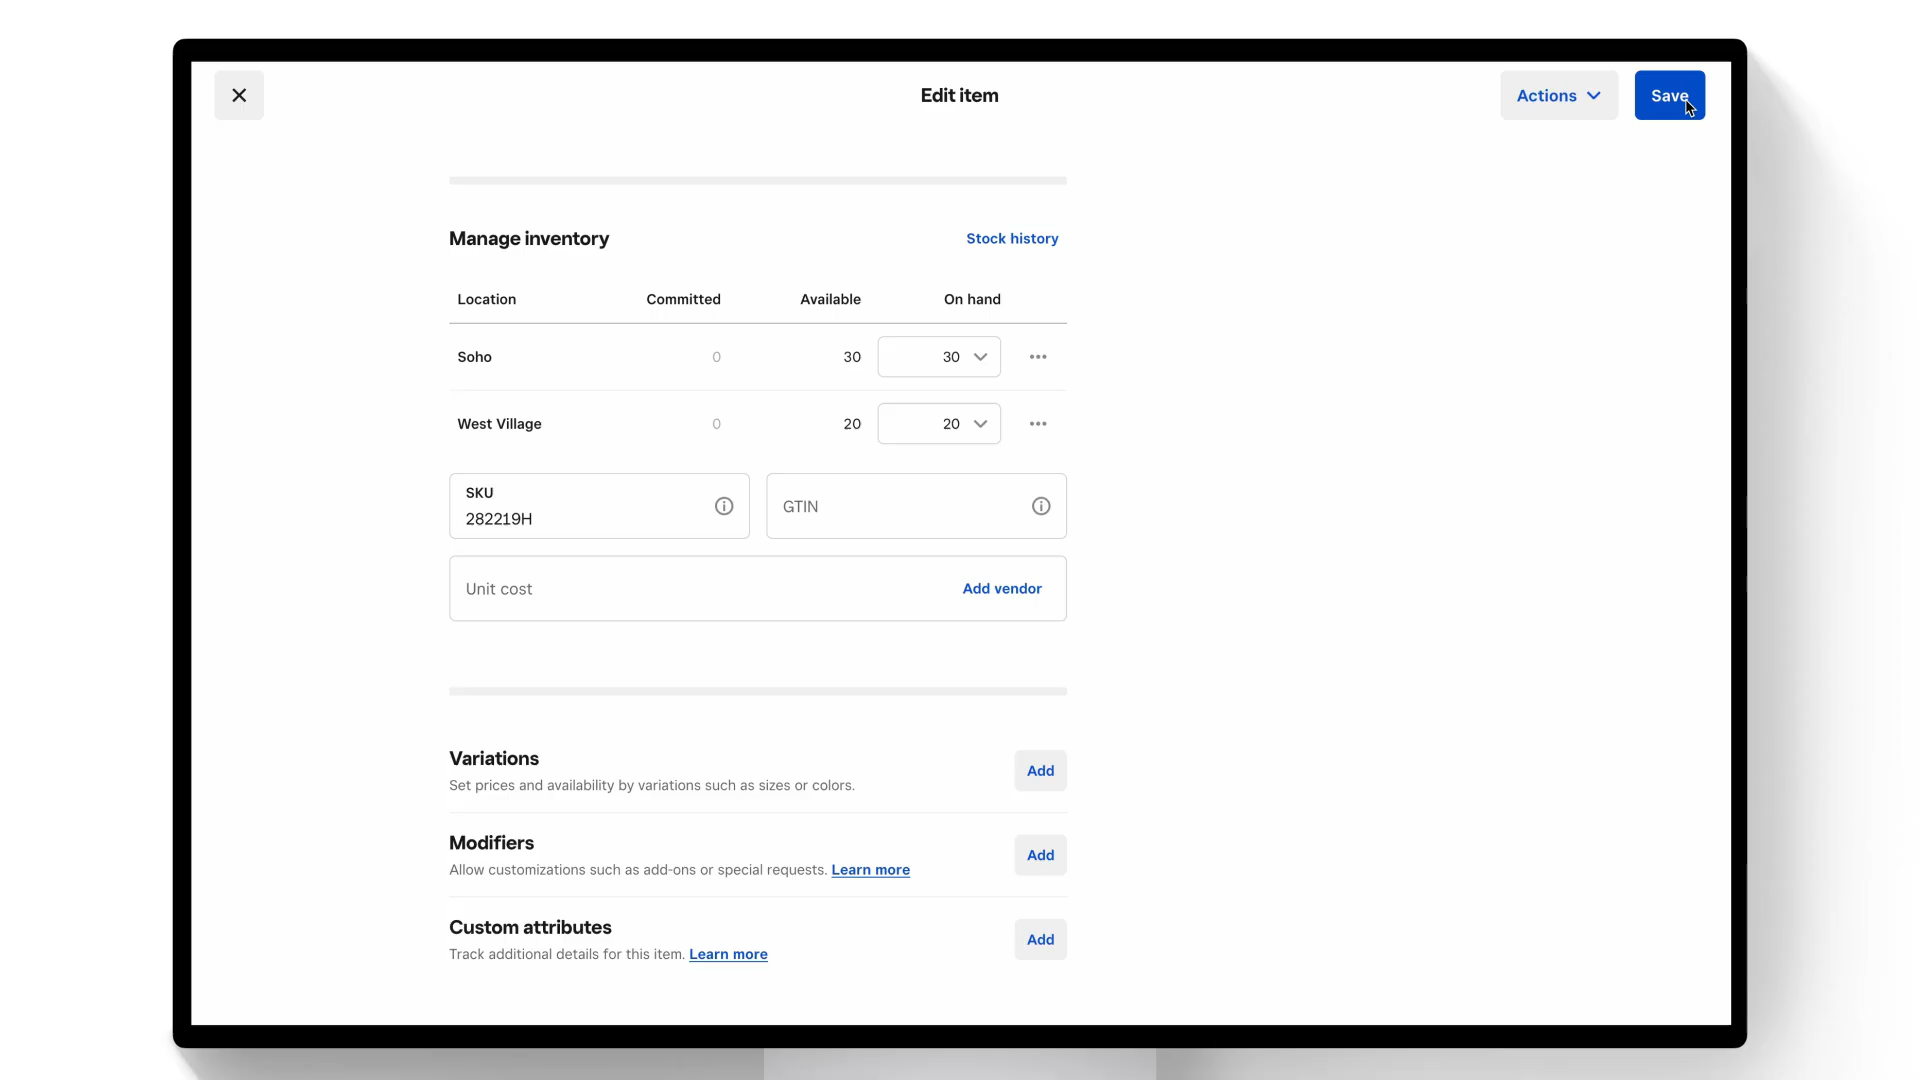 Edit item
Actions
Save
Manage inventory
Stock history
Location Committed Available On hand
Soho 0 30 30
West Village 0 20 20
SKU
282219H
GTIN
Unit cost
Add vendor
Variations
Set prices and availability by variations such as sizes or colors.
Add
Modifiers
Allow customizations such as add-ons or special requests. Learn more
Add
Custom attributes
Track additional details for this item. Learn more
Add